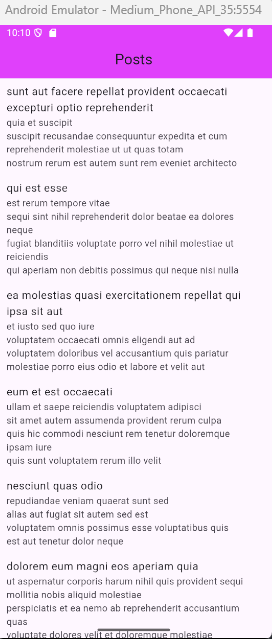 Android Emulator - Medium_Phone_API_35:5554
10:10
Posts
sunt aut facere repellat provident occaecati
excepturi optio reprehenderit
quia et suscipit
suscipit recusandae consequuntur expedita et cum
reprehenderit molestiae ut ut quas totam
nostrum rerum est autem sunt rem eveniet architecto
qui est esse
est rerum tempore vitae
sequi sint nihil reprehenderit dolor beatae ea dolores
neque
fugiat blanditiis voluptate porro vel nihil molestiae ut
reiciendis
qui aperiam non debitis possimus qui neque nisi nulla
ea molestias quasi exercitationem repellat qui
ipsa sit aut
et iusto sed quo iure
voluptatem occaecati omnis eligendi aut ad
voluptatem doloribus vel accusantium quis pariatur
molestiae porro eius odio et labore et velit aut
eum et est occaecati
ullam et saepe reiciendis voluptatem adipisci
sit amet autem assumenda provident rerum culpa
quis hic commodi nesciunt rem tenetur doloremque
ipsam iure
quis sunt voluptatem rerum illo velit
nesciunt quas odio
repudiandae veniam quaerat sunt sed
alias aut fugiat sit autem sed est
voluptatem omnis possimus esse voluptatibus quis
est aut tenetur dolor neque
dolorem eum magni eos aperiam quia
ut aspernatur corporis harum nihil quis provident sequi
mollitia nobis aliquid molestiae
perspiciatis et ea nemo ab reprehenderit accusantium
quas
voluptate dolores velit et doloremque molestiae